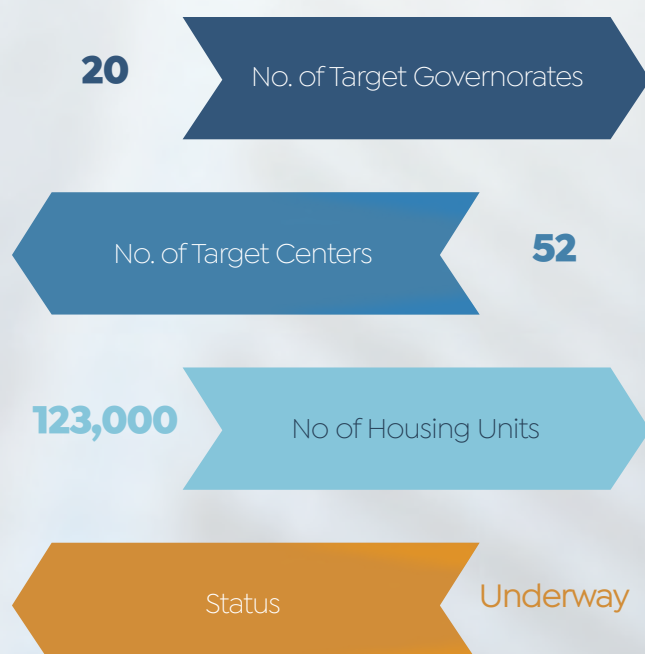 20
No. of Target Governorates
No. of Target Centers
52
123,000
No of Housing Units
Status
Underway